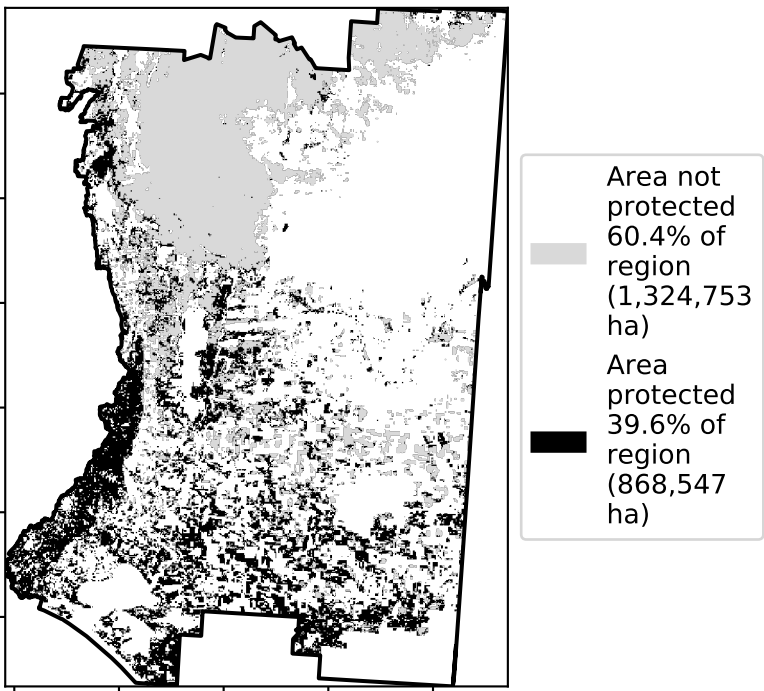 Area not
protected
60.4% of
region
(1,324,753
ha)
Area
protected
39.6% of
region
(868,547
ha)